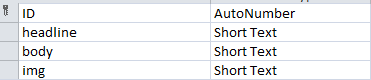 ID AutoNumber
headline Short Text
body Short Text
img Short Text